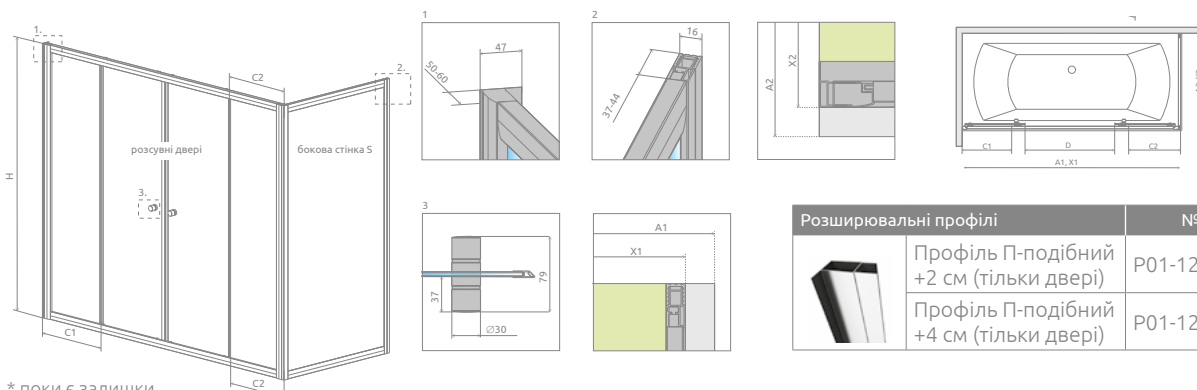 1.
C2
2.
розсувні двері
бокова стінка S
H
3.
C1
C2
* поки є залишки
1
47
50-60
2
16
37-44
A2
X2
C1
D
C2
A1, X1
3
37
79
Ø30
A1
X1
Розширювальні профілі
№
Профіль П-подібний
+2 см (тільки двері)
P01-12
Профіль П-подібний
+4 см (тільки двері)
P01-12